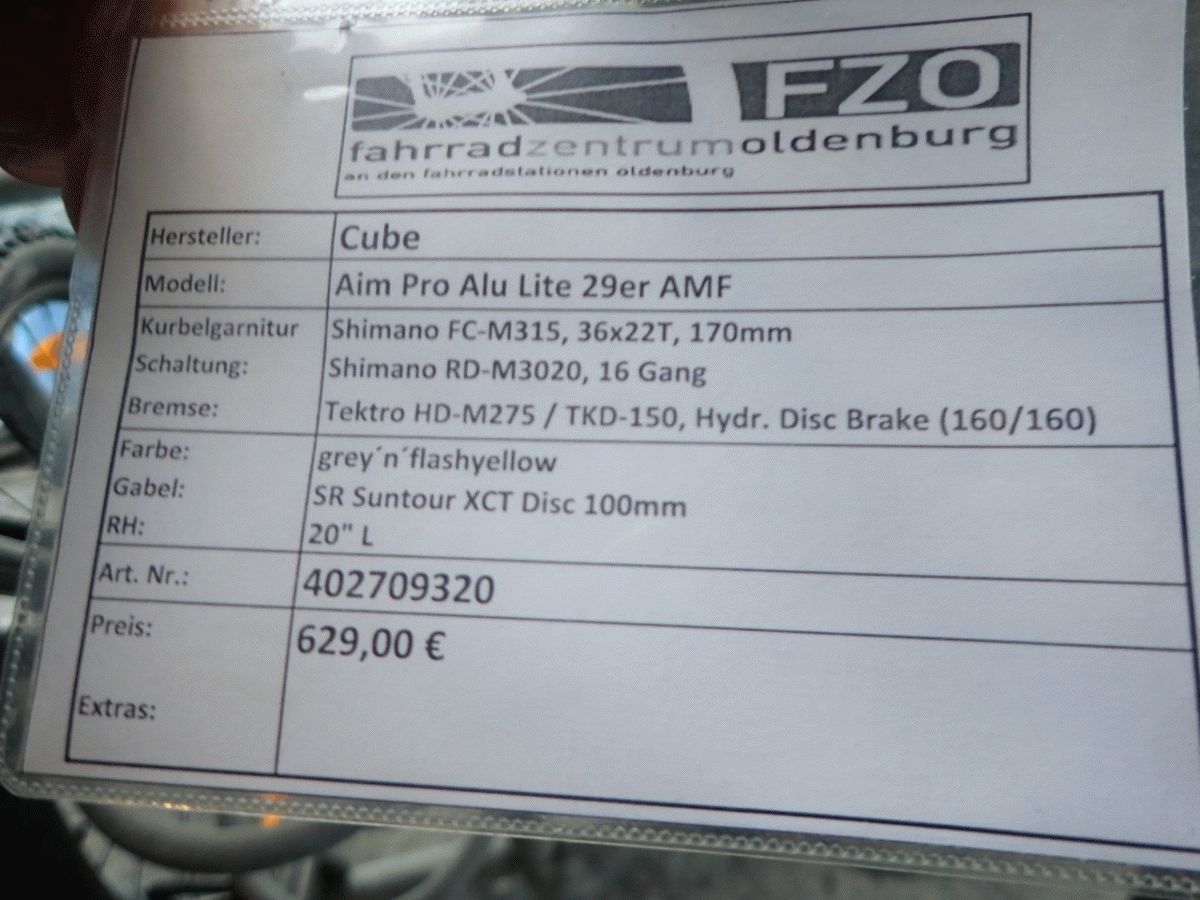 FZO
fahrradzentrumoldenburg
an den fahrradstationen oldenburg
Hersteller: Cube
Modell: Aim Pro Alu Lite 29er AMF
Kurbelgarnitur Shimano FC-M315, 36x22T, 170mm
Schaltung: Shimano RD-M3020, 16 Gang
Bremse: Tektro HD-M275 / TKD-150, Hydr. Disc Brake (160/160)
Farbe: grey´n´flashyellow
Gabel: SR Suntour XCT Disc 100mm
RH: 20" L
Art. Nr.: 402709320
Preis: 629,00 €
Extras: